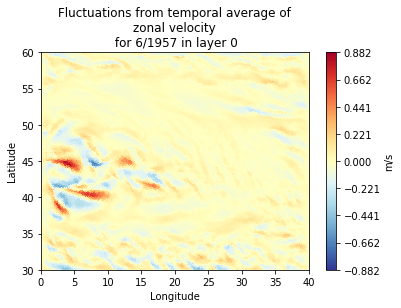 Fluctuations from temporal average of
zonal velocity
for 6/1957 in layer 0
60
55
50
45
40
35
30
Latitude
0 5 10 15 20 25 30 35 40
Longitude
0.882
0.662
0.441
0.221
0.000
−0.221
−0.441
−0.662
−0.882
m/s